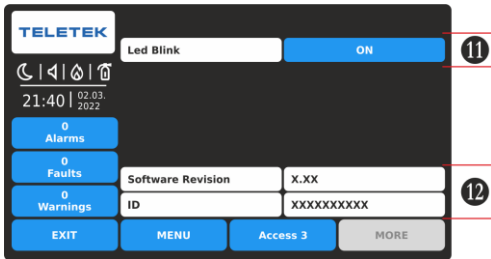 TELETEK
Led Blink
ON
⓫
21:40 | 02.03.
2022
0
Alarms
0
Faults
0
Warnings
Software Revision
X.XX
ID
XXXXXXXXXX
⓬
EXIT
MENU
Access 3
MORE